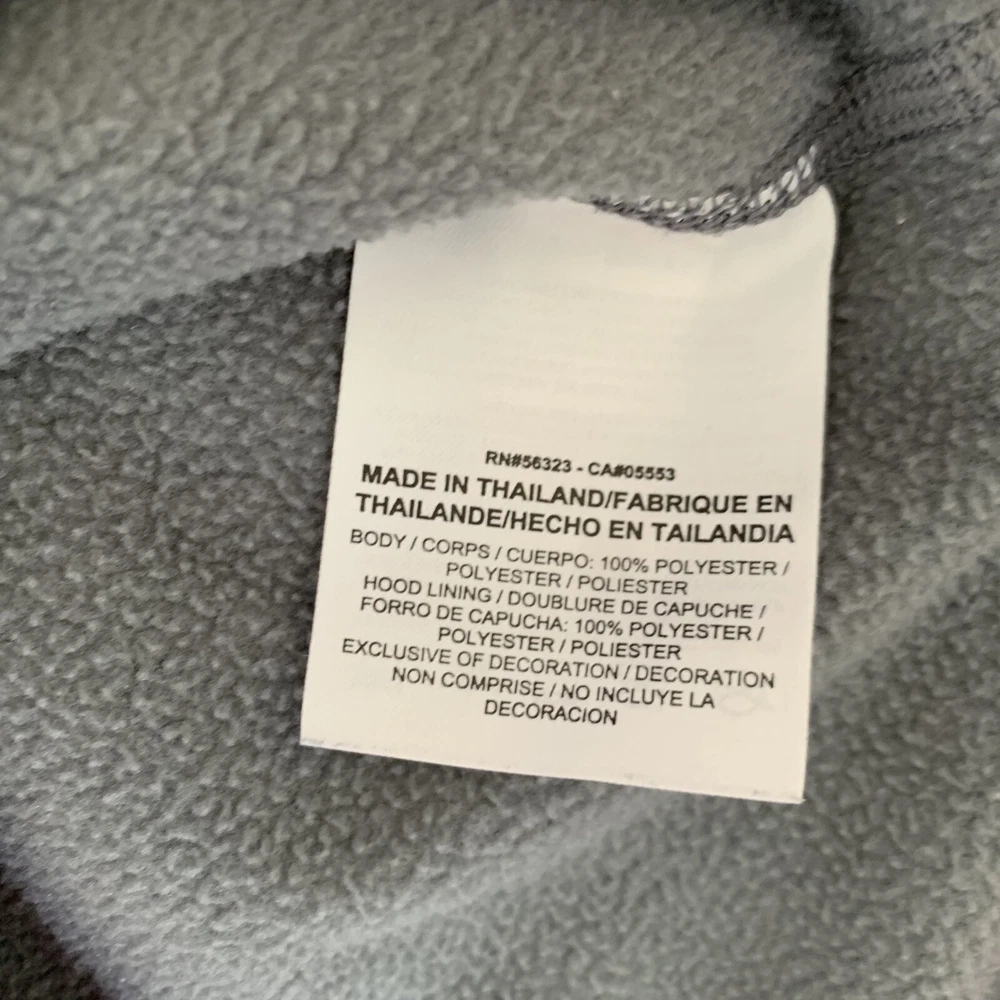 RN#56323 - CA#05553
MADE IN THAILAND/FABRIQUE EN
THAILANDE/HECHO EN TAILANDIA
BODY / CORPS / CUERPO: 100% POLYESTER /
POLYESTER / POLIESTER
HOOD LINING / DOUBLURE DE CAPUCHE /
FORRO DE CAPUCHA: 100% POLYESTER /
POLYESTER / POLIESTER
EXCLUSIVE OF DECORATION / DECORATION
NON COMPRISE / NO INCLUYE LA
DECORACION